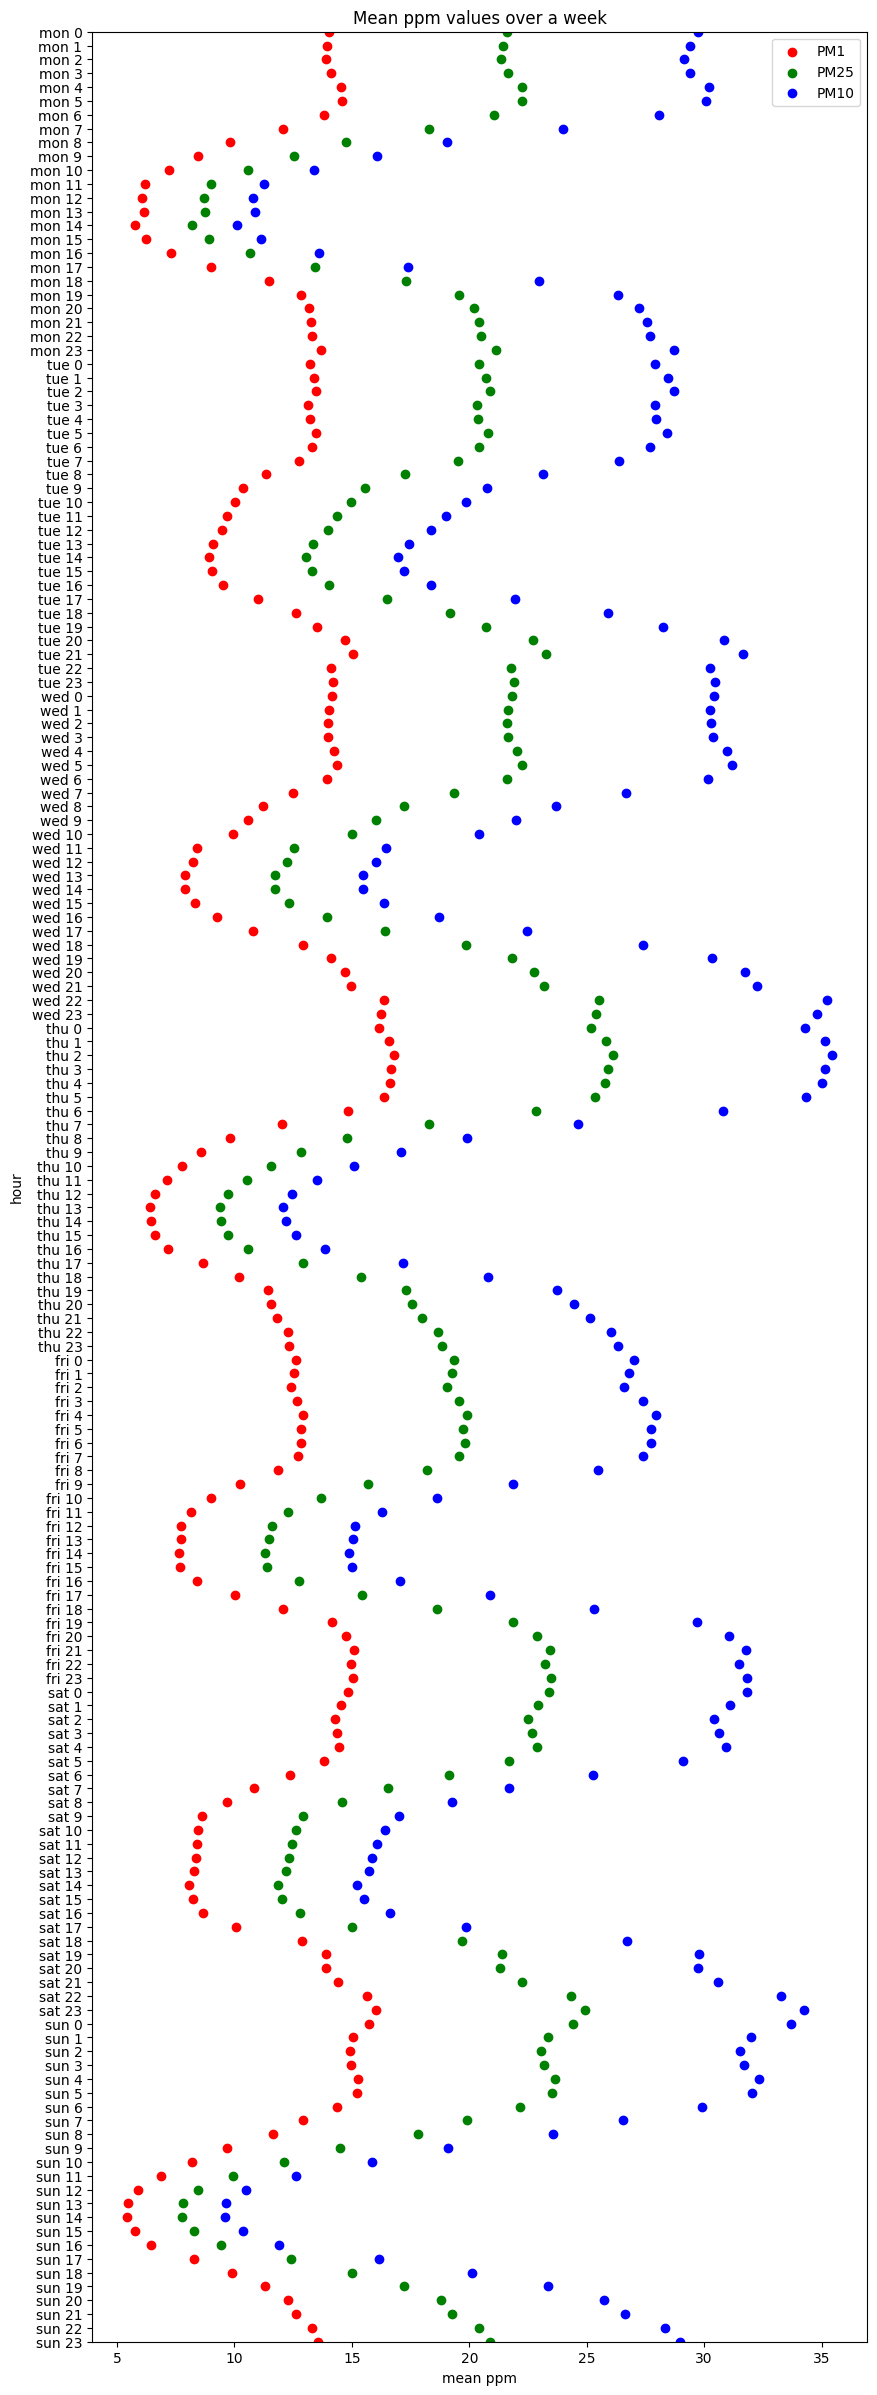 Mean ppm values over a week
PM1
PM25
PM10
mon 0
mon 1
mon 2
mon 3
mon 4
mon 5
mon 6
mon 7
mon 8
mon 9
mon 10
mon 11
mon 12
mon 13
mon 14
mon 15
mon 16
mon 17
mon 18
mon 19
mon 20
mon 21
mon 22
mon 23
tue 0
tue 1
tue 2
tue 3
tue 4
tue 5
tue 6
tue 7
tue 8
tue 9
tue 10
tue 11
tue 12
tue 13
tue 14
tue 15
tue 16
tue 17
tue 18
tue 19
tue 20
tue 21
tue 22
tue 23
wed 0
wed 1
wed 2
wed 3
wed 4
wed 5
wed 6
wed 7
wed 8
wed 9
wed 10
wed 11
wed 12
wed 13
wed 14
wed 15
wed 16
wed 17
wed 18
wed 19
wed 20
wed 21
wed 22
wed 23
thu 0
thu 1
thu 2
thu 3
thu 4
thu 5
thu 6
thu 7
thu 8
thu 9
thu 10
thu 11
thu 12
thu 13
thu 14
thu 15
thu 16
thu 17
thu 18
thu 19
thu 20
thu 21
thu 22
thu 23
fri 0
fri 1
fri 2
fri 3
fri 4
fri 5
fri 6
fri 7
fri 8
fri 9
fri 10
fri 11
fri 12
fri 13
fri 14
fri 15
fri 16
fri 17
fri 18
fri 19
fri 20
fri 21
fri 22
fri 23
sat 0
sat 1
sat 2
sat 3
sat 4
sat 5
sat 6
sat 7
sat 8
sat 9
sat 10
sat 11
sat 12
sat 13
sat 14
sat 15
sat 16
sat 17
sat 18
sat 19
sat 20
sat 21
sat 22
sat 23
sun 0
sun 1
sun 2
sun 3
sun 4
sun 5
sun 6
sun 7
sun 8
sun 9
sun 10
sun 11
sun 12
sun 13
sun 14
sun 15
sun 16
sun 17
sun 18
sun 19
sun 20
sun 21
sun 22
sun 23
hour
5 10 15 20 25 30 35
mean ppm